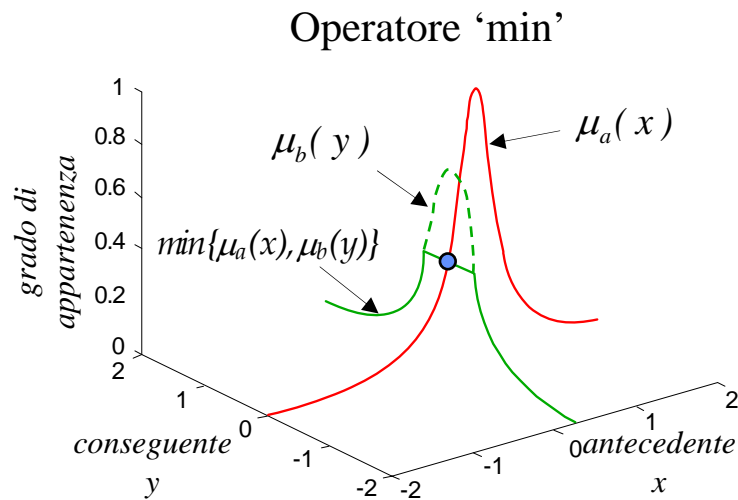 Operatore ‘min’
1
0.8
0.6
0.4
0.2
0
grado di
appartenenza
μb( y )
μa( x )
min{μa(x),μb(y)}
2
1
0
-1
-2
conseguente
y
-2
-1
0
1
2
antecedente
x